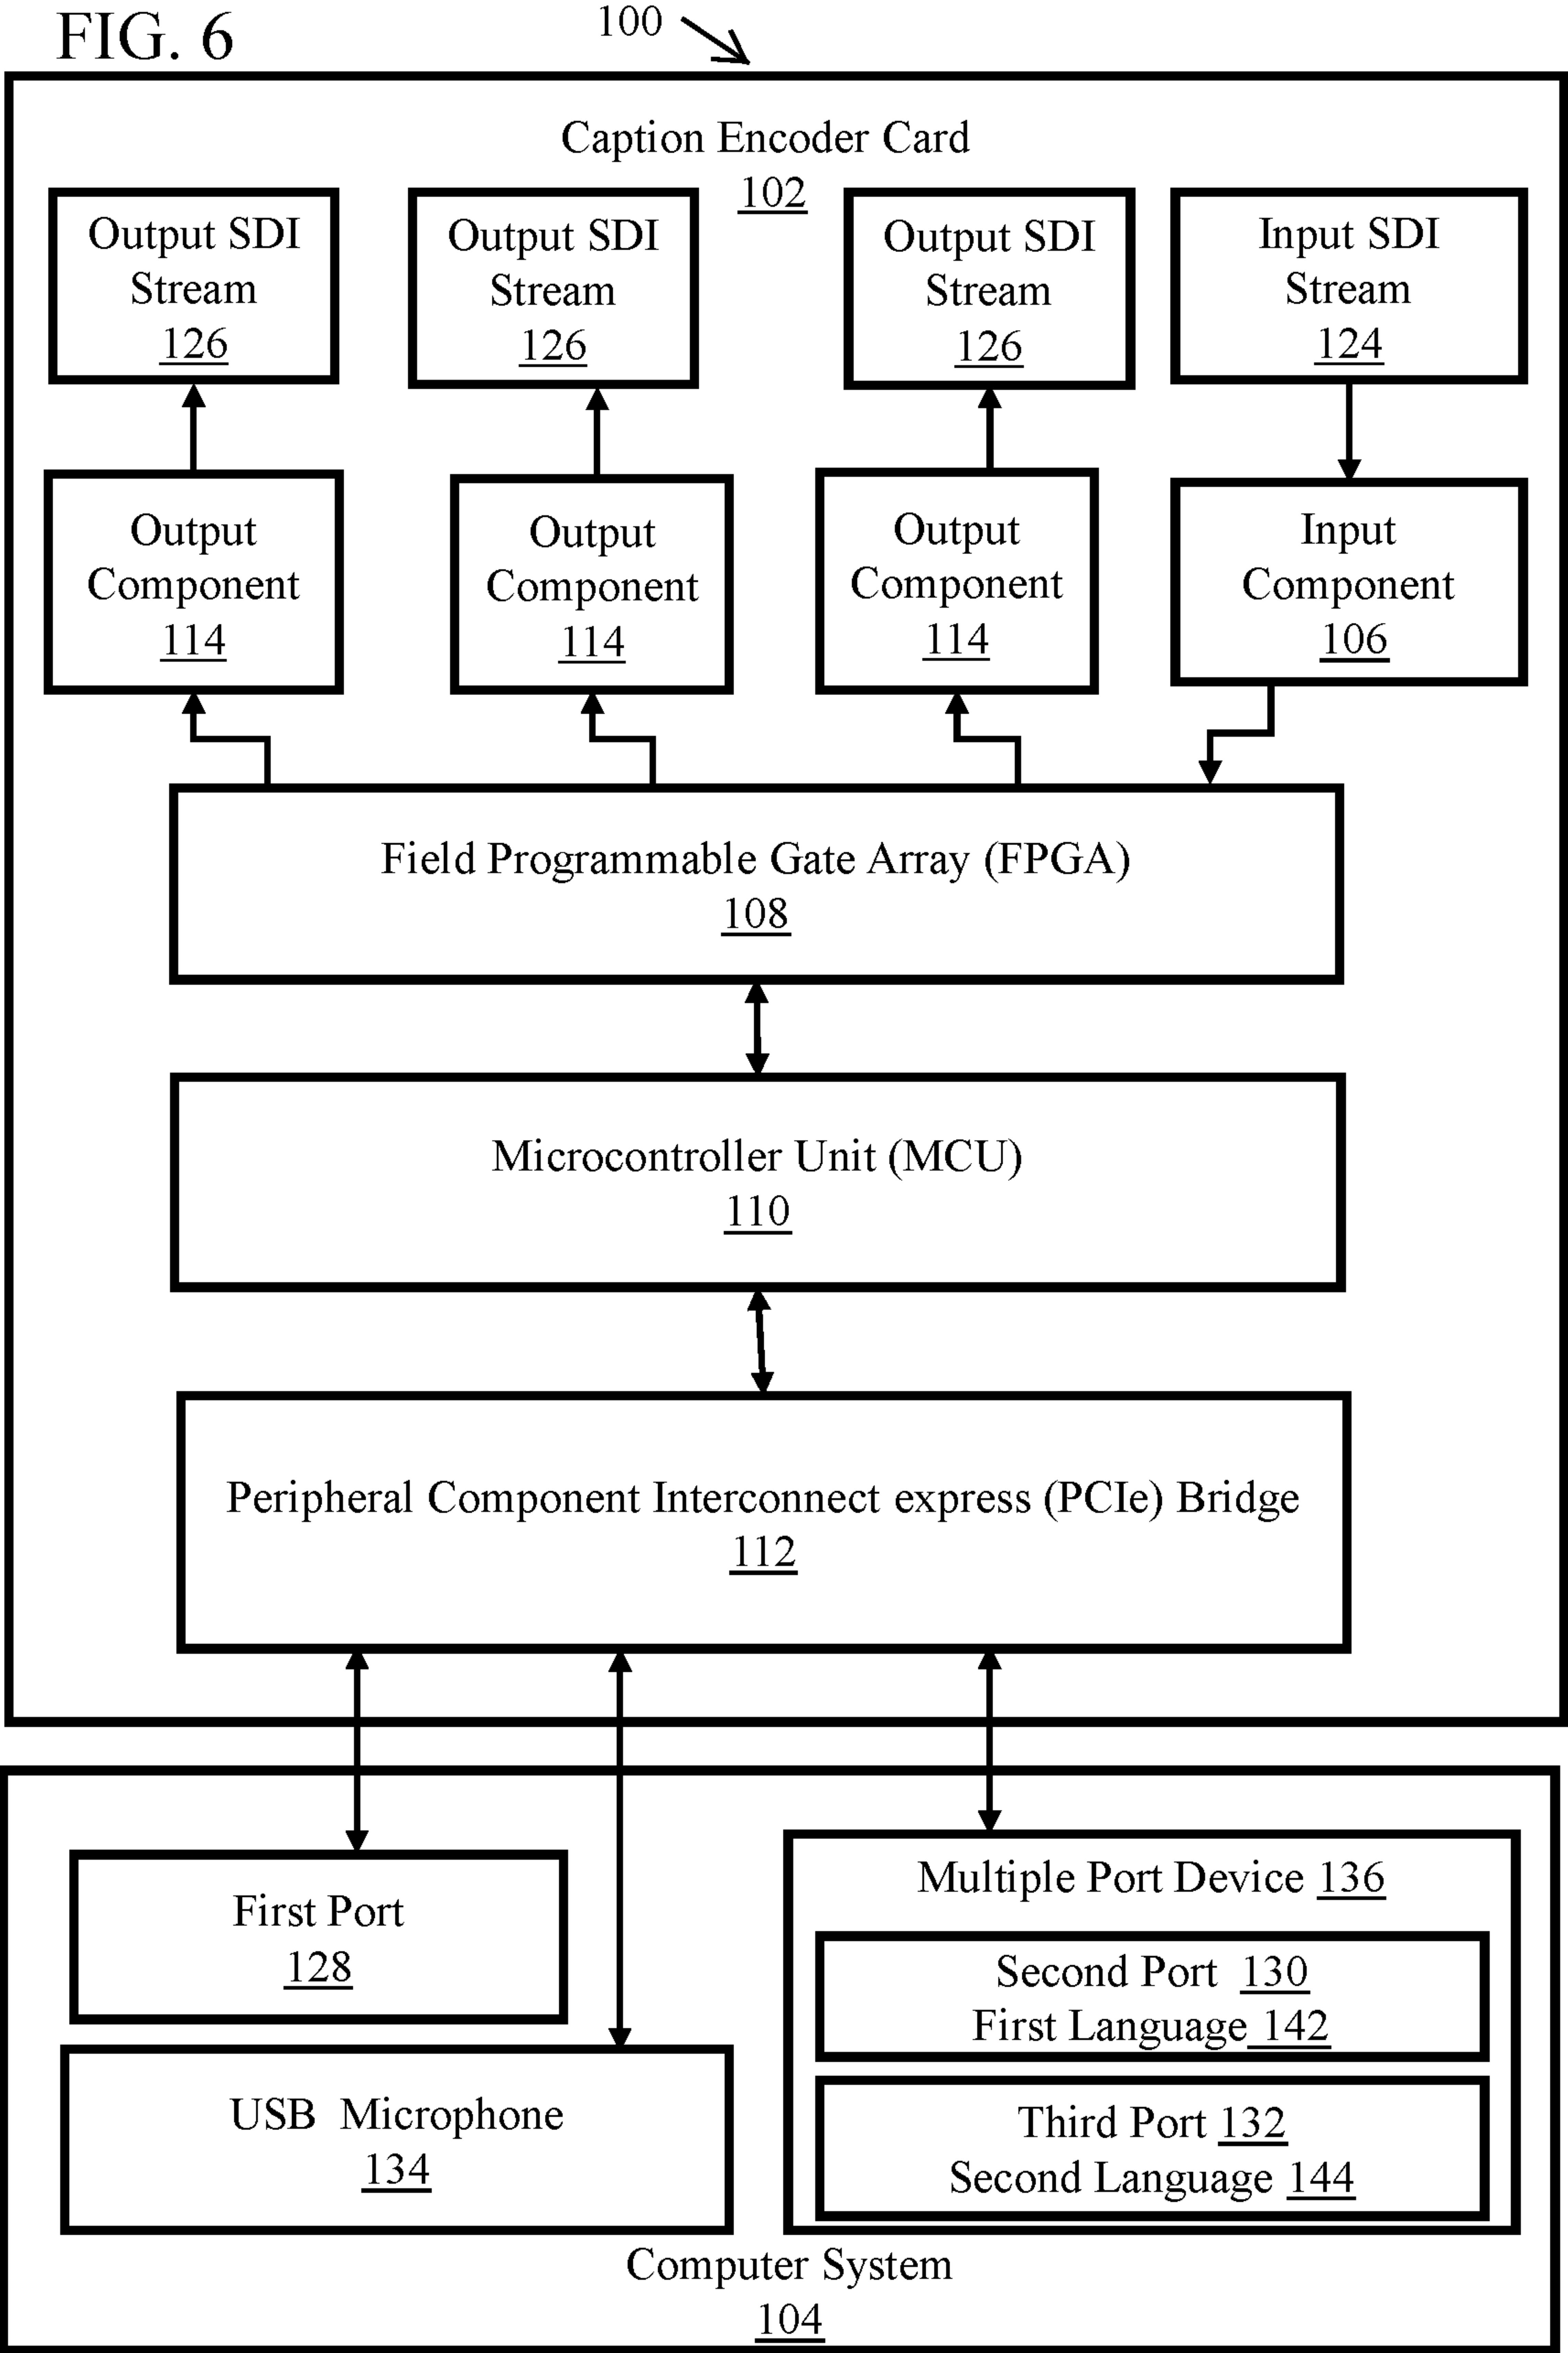 FIG. 6
100
Caption Encoder Card
102
Output SDI
Stream
126
Output SDI
Stream
126
Output SDI
Stream
126
Input SDI
Stream
124
Output
Component
114
Output
Component
114
Output
Component
114
Input
Component
106
Field Programmable Gate Array (FPGA)
108
Microcontroller Unit (MCU)
110
Peripheral Component Interconnect express (PCIe) Bridge
112
First Port
128
USB Microphone
134
Multiple Port Device 136
Second Port 130
First Language 142
Third Port 132
Second Language 144
Computer System
104